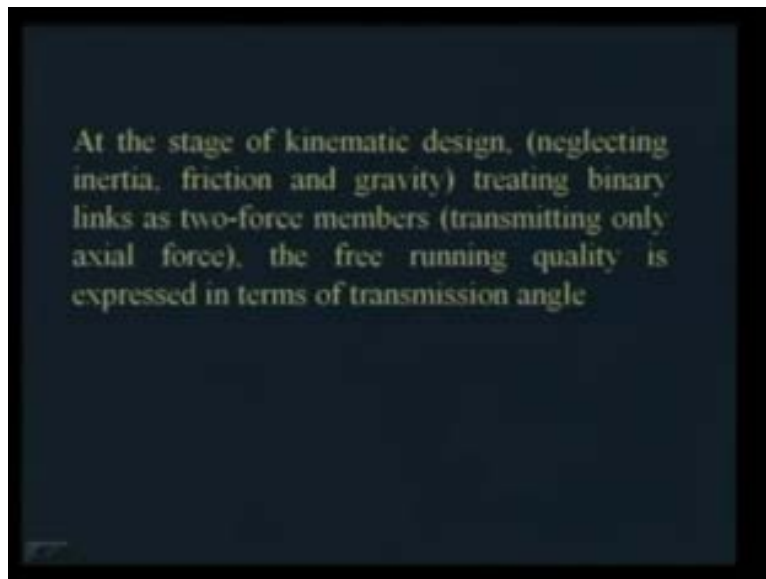 At the stage of kinematic design, (neglecting
inertia, friction and gravity) treating binary
links as two-force members (transmitting only
axial force), the free running quality is
expressed in terms of transmission angle